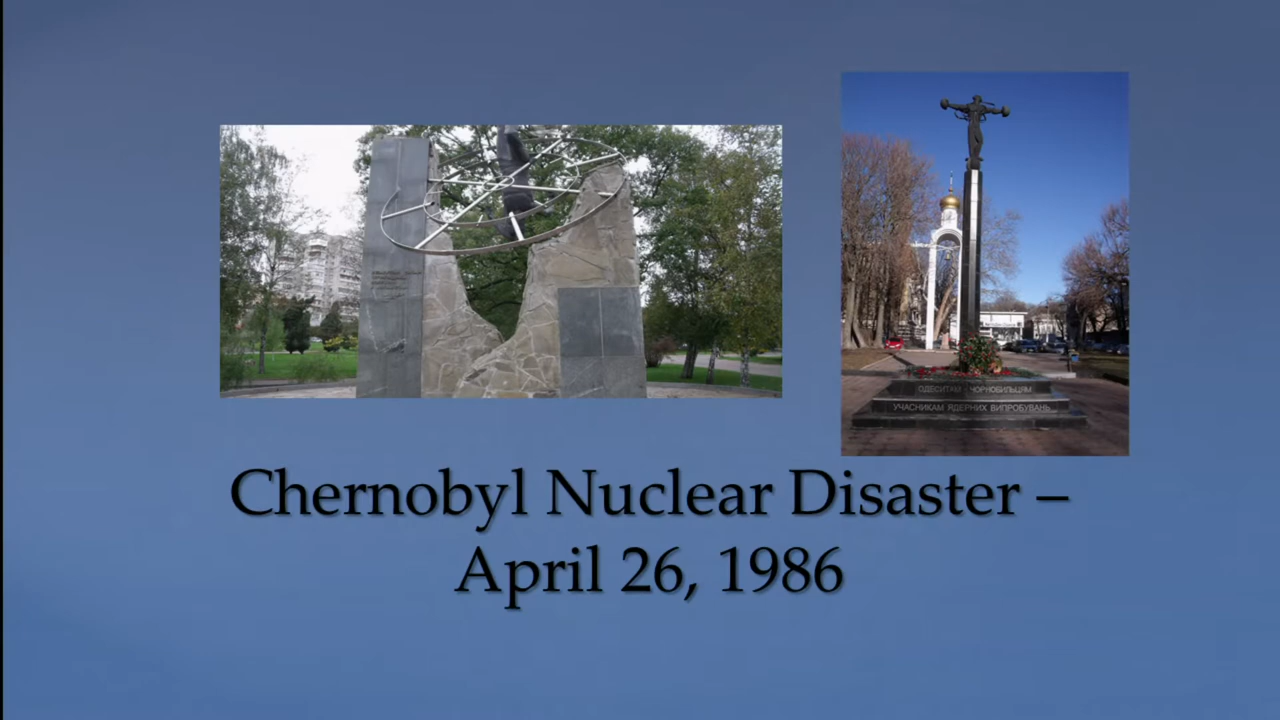 ОДЕСИТАМ - ЧОРНОБИЛЬЦЯМ
УЧАСНИКАМ ЯДЕРНИХ ВИПРОБУВАНЬ
Chernobyl Nuclear Disaster –
April 26, 1986